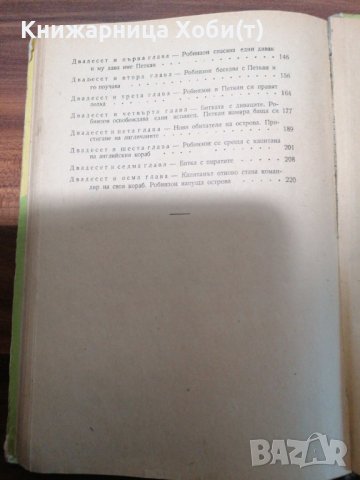 Книжарница Хоби(т)
Двадесет и първа глава — Робинзон спасява един дивак
и му дава име Петкан . . . . . . . . . . . 146
Двадесет и втора глава — Робинзон беседва с Петкан и
го поучава . . . . . . . . . . . 156
Двадесет и трета глава — Робинзон и Петкан си правят
лодка . . . . . . . . . . . 164
Двадесет и четвърта глава — Битката с диваците. Ро-
бинзон освобождава един испанец. Петкан намира баща си 177
Двадесет и пета глава — Нови обитатели на острова. При-
стигане на англичаните . . . . . . . . . . . 189
Двадесет и шеста глава — Робинзон се среща с капитана
на английския кораб . . . . . . . . . . . 201
Двадесет и седма глава — Битка с пиратите . . . 208
Двадесет и осма глава — Капитанът отново става коман-
дир на своя кораб. Робинзон напуща острова . . . 220
BAZAR.bg